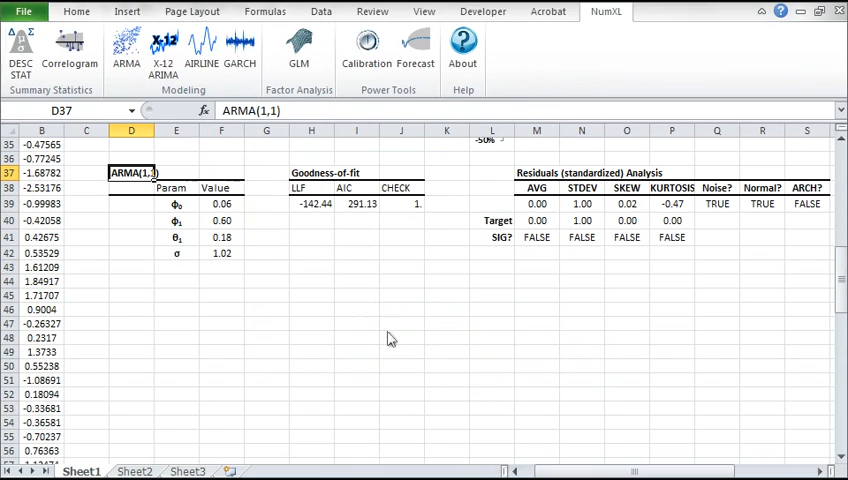 File Home Insert Page Layout Formulas Data Review View Developer Acrobat NumXL
DESC STAT Correlogram ARMA X-12 X-12 ARIMA AIRLINE GARCH GLM Calibration Forecast About
Summary Statistics Modeling Factor Analysis Power Tools Help
D37 fx ARMA(1,1)
B C D E F G H I J K L M N O P Q R S
35 -0.47565 -50%
36 -0.77245
37 -1.68782 ARMA(1,1) Goodness-of-fit Residuals (standardized) Analysis
38 -2.53176 Param Value LLF AIC CHECK AVG STDEV SKEW KURTOSIS Noise? Normal? ARCH?
39 -0.99983 ϕ₀ 0.06 -142.44 291.13 1. 0.00 1.00 0.02 -0.47 TRUE TRUE FALSE
40 -0.42058 ϕ₁ 0.60 Target 0.00 1.00 0.00 0.00
41 0.42675 θ₁ 0.18 SIG? FALSE FALSE FALSE FALSE
42 0.53529 σ 1.02
43 1.61209
44 1.84917
45 1.71707
46 0.9004
47 -0.26327
48 0.2317
49 1.3733
50 0.55238
51 -1.08691
52 0.18094
53 -0.33681
54 -0.36581
55 -0.70237
56 0.76363
Sheet1 Sheet2 Sheet3